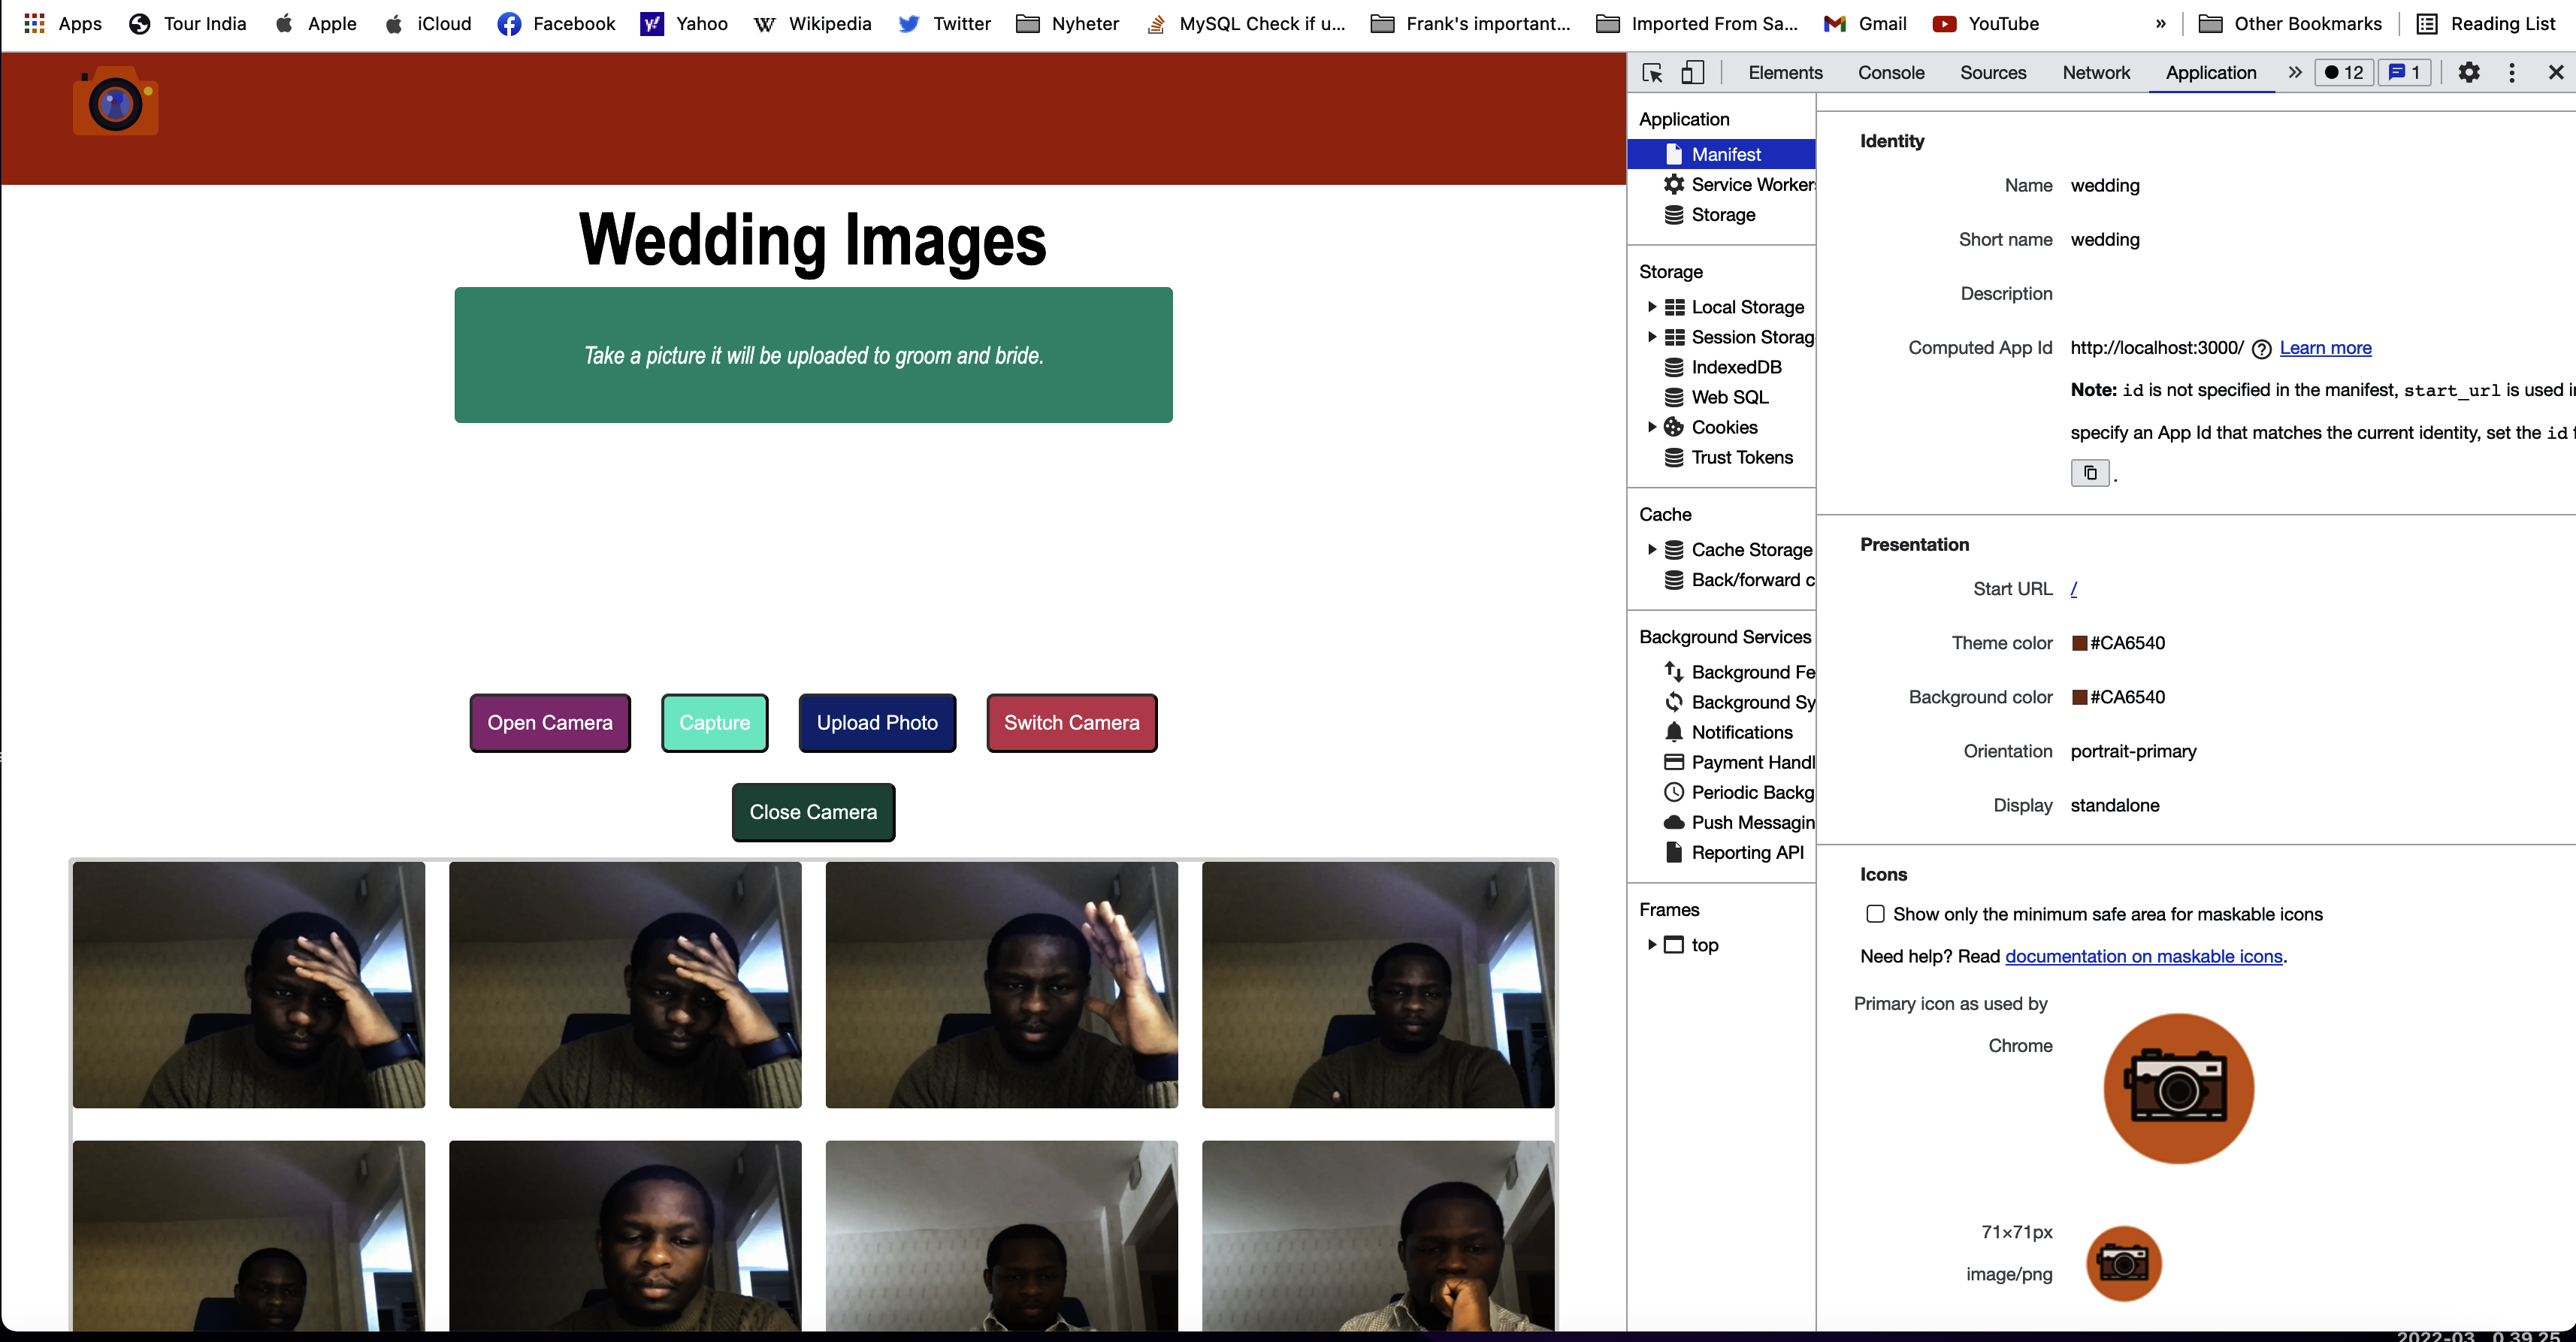 Apps Tour India Apple iCloud Facebook Yahoo Wikipedia Twitter Nyheter MySQL Check if u... Frank's important... Imported From Sa... Gmail YouTube » Other Bookmarks Reading List
Elements Console Sources Network Application » 12 1
Wedding Images
Take a picture it will be uploaded to groom and bride.
Open Camera Capture Upload Photo Switch Camera
Close Camera
Application
Manifest
Service Worker
Storage
Storage
Local Storage
Session Storag
IndexedDB
Web SQL
Cookies
Trust Tokens
Cache
Cache Storage
Back/forward c
Background Services
Background Fe
Background Sy
Notifications
Payment Handl
Periodic Backg
Push Messagin
Reporting API
Frames
top
Identity
Name wedding
Short name wedding
Description
Computed App Id http://localhost:3000/ Learn more
Note: id is not specified in the manifest, start_url is used i
specify an App Id that matches the current identity, set the id f
.
Presentation
Start URL /
Theme color #CA6540
Background color #CA6540
Orientation portrait-primary
Display standalone
Icons
Show only the minimum safe area for maskable icons
Need help? Read documentation on maskable icons.
Primary icon as used by
Chrome
71×71px
image/png